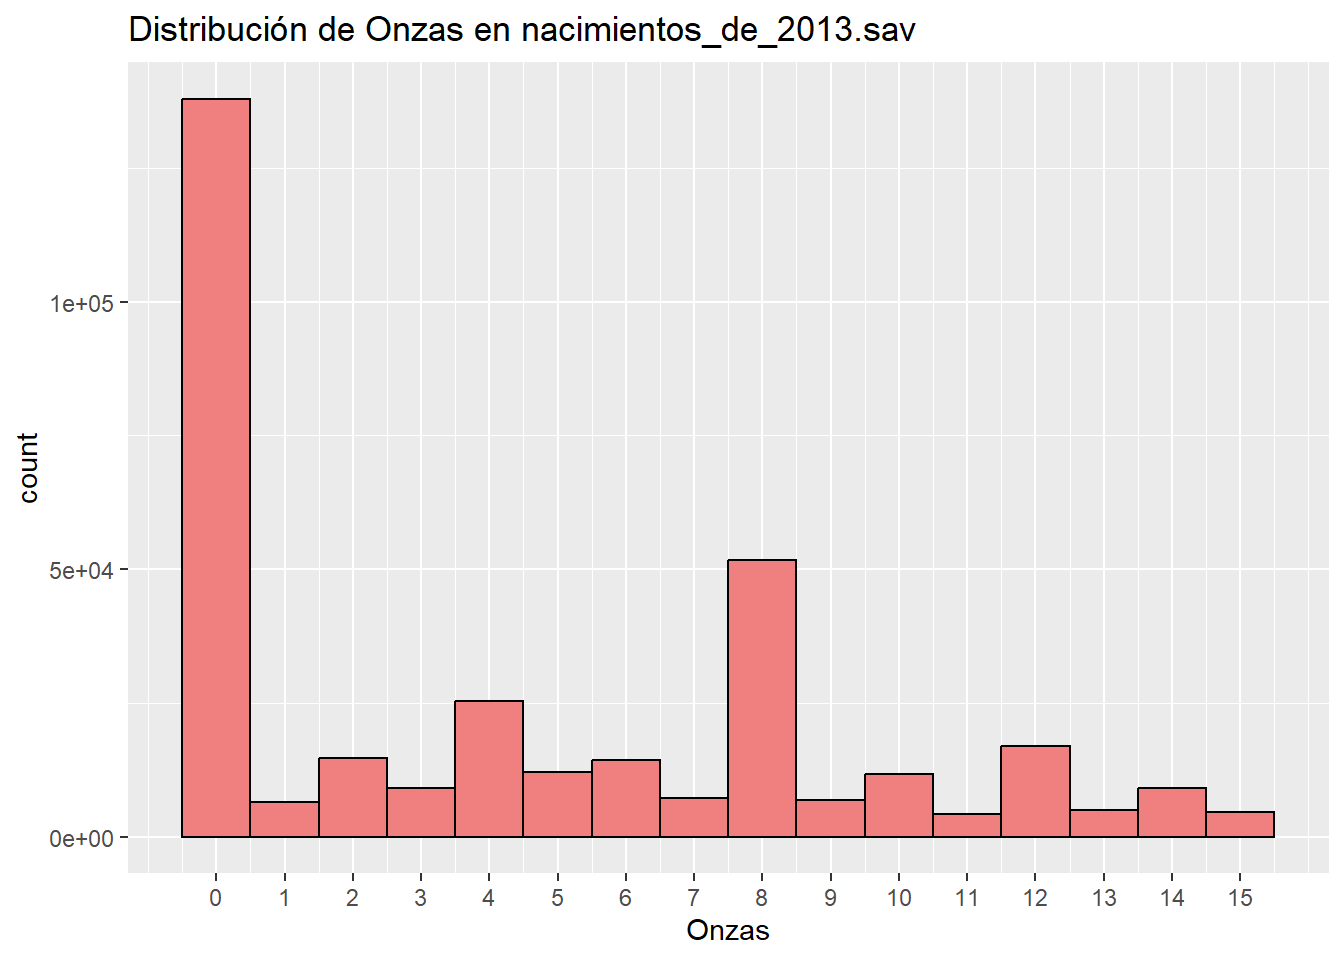 Distribución de Onzas en nacimientos_de_2013.sav
count
1e+05
5e+04
0e+00
0 1 2 3 4 5 6 7 8 9 10 11 12 13 14 15
Onzas